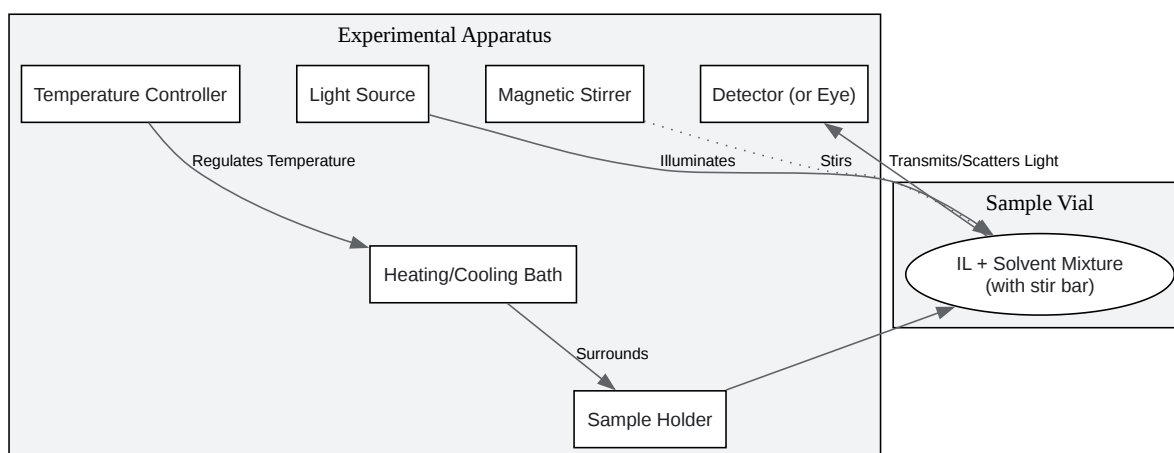 Experimental Apparatus
Temperature Controller
Light Source
Magnetic Stirrer
Detector (or Eye)
Regulates Temperature
Illuminates
Stirs
Transmits/Scatters Light
Sample Vial
Heating/Cooling Bath
IL + Solvent Mixture
(with stir bar)
Surrounds
Sample Holder